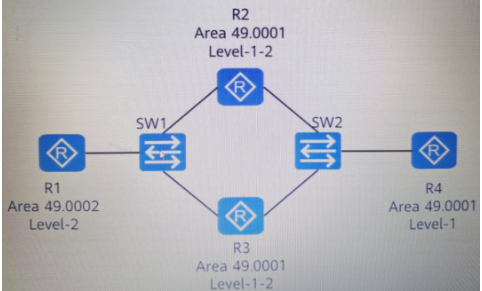 R2
Area 49.0001
Level-1-2
SW1
SW2
R
R
R
R
R1
Area 49.0002
Level-2
R4
Area 49.0001
Level-1
R3
Area 49.0001
Level-1-2